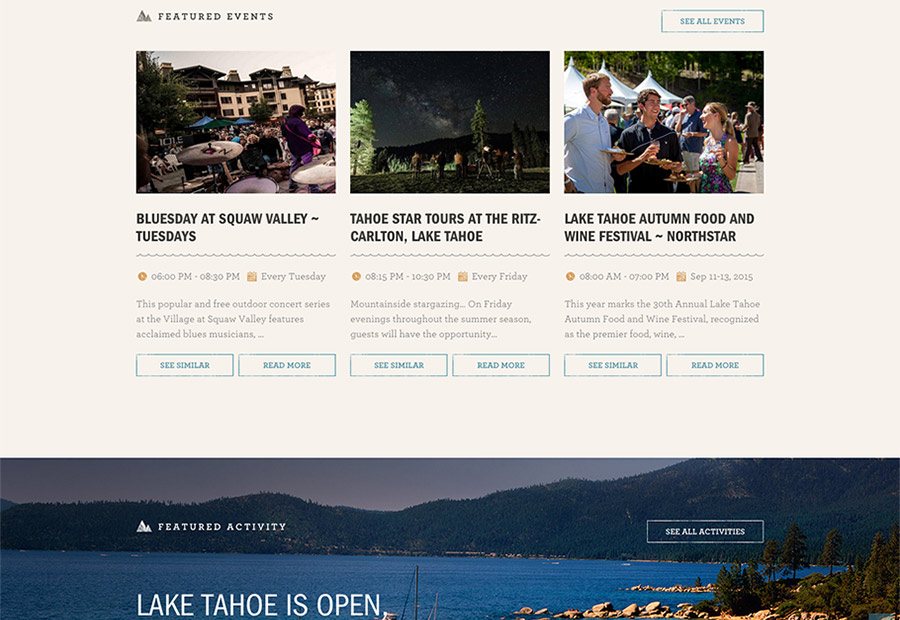 FEATURED EVENTS
SEE ALL EVENTS
BLUESDAY AT SQUAW VALLEY ~
TUESDAYS
06:00 PM - 08:30 PM Every Tuesday
This popular and free outdoor concert series
at the Village at Squaw Valley features
acclaimed blues musicians, ...
SEE SIMILAR READ MORE
TAHOE STAR TOURS AT THE RITZ-
CARLTON, LAKE TAHOE
08:15 PM - 10:30 PM Every Friday
Mountainside stargazing... On Friday
evenings throughout the summer season,
guests will have the opportunity...
SEE SIMILAR READ MORE
LAKE TAHOE AUTUMN FOOD AND
WINE FESTIVAL ~ NORTHSTAR
08:00 AM - 07:00 PM Sep 11-13, 2015
This year marks the 30th Annual Lake Tahoe
Autumn Food and Wine Festival, recognized
as the premier food, wine, ...
SEE SIMILAR READ MORE
FEATURED ACTIVITY
SEE ALL ACTIVITIES
LAKE TAHOE IS OPEN